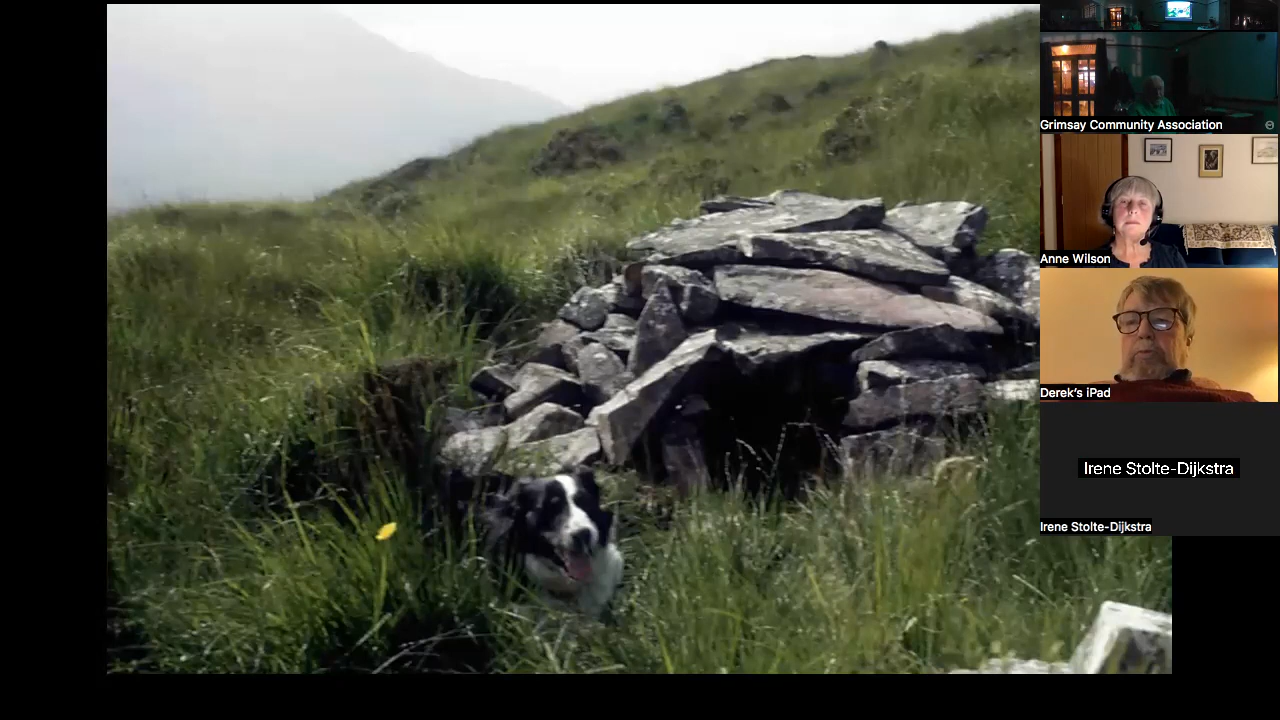 Grimsay Community Association
Anne Wilson
Derek's iPad
Irene Stolte-Dijkstra
Irene Stolte-Dijkstra